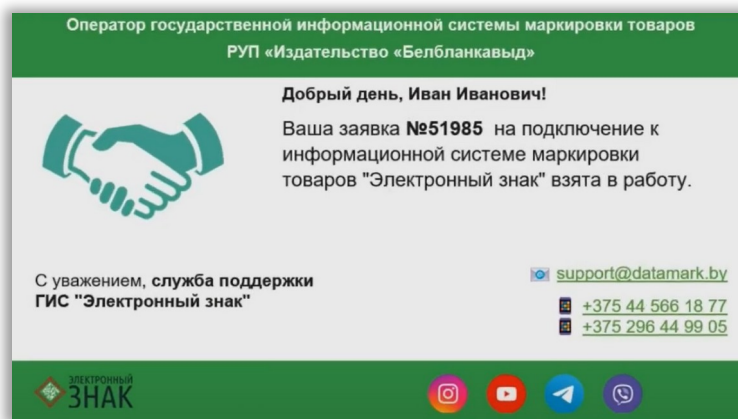 Оператор государственной информационной системы маркировки товаров
РУП «Издательство «Белбланкавыд»
Добрый день, Иван Иванович!
Ваша заявка №51985 на подключение к
информационной системе маркировки
товаров "Электронный знак" взята в работу.
С уважением, служба поддержки
ГИС "Электронный знак"
support@datamark.by
+375 44 566 18 77
+375 296 44 99 05
ЭЛЕКТРОННЫЙ
ЗНАК